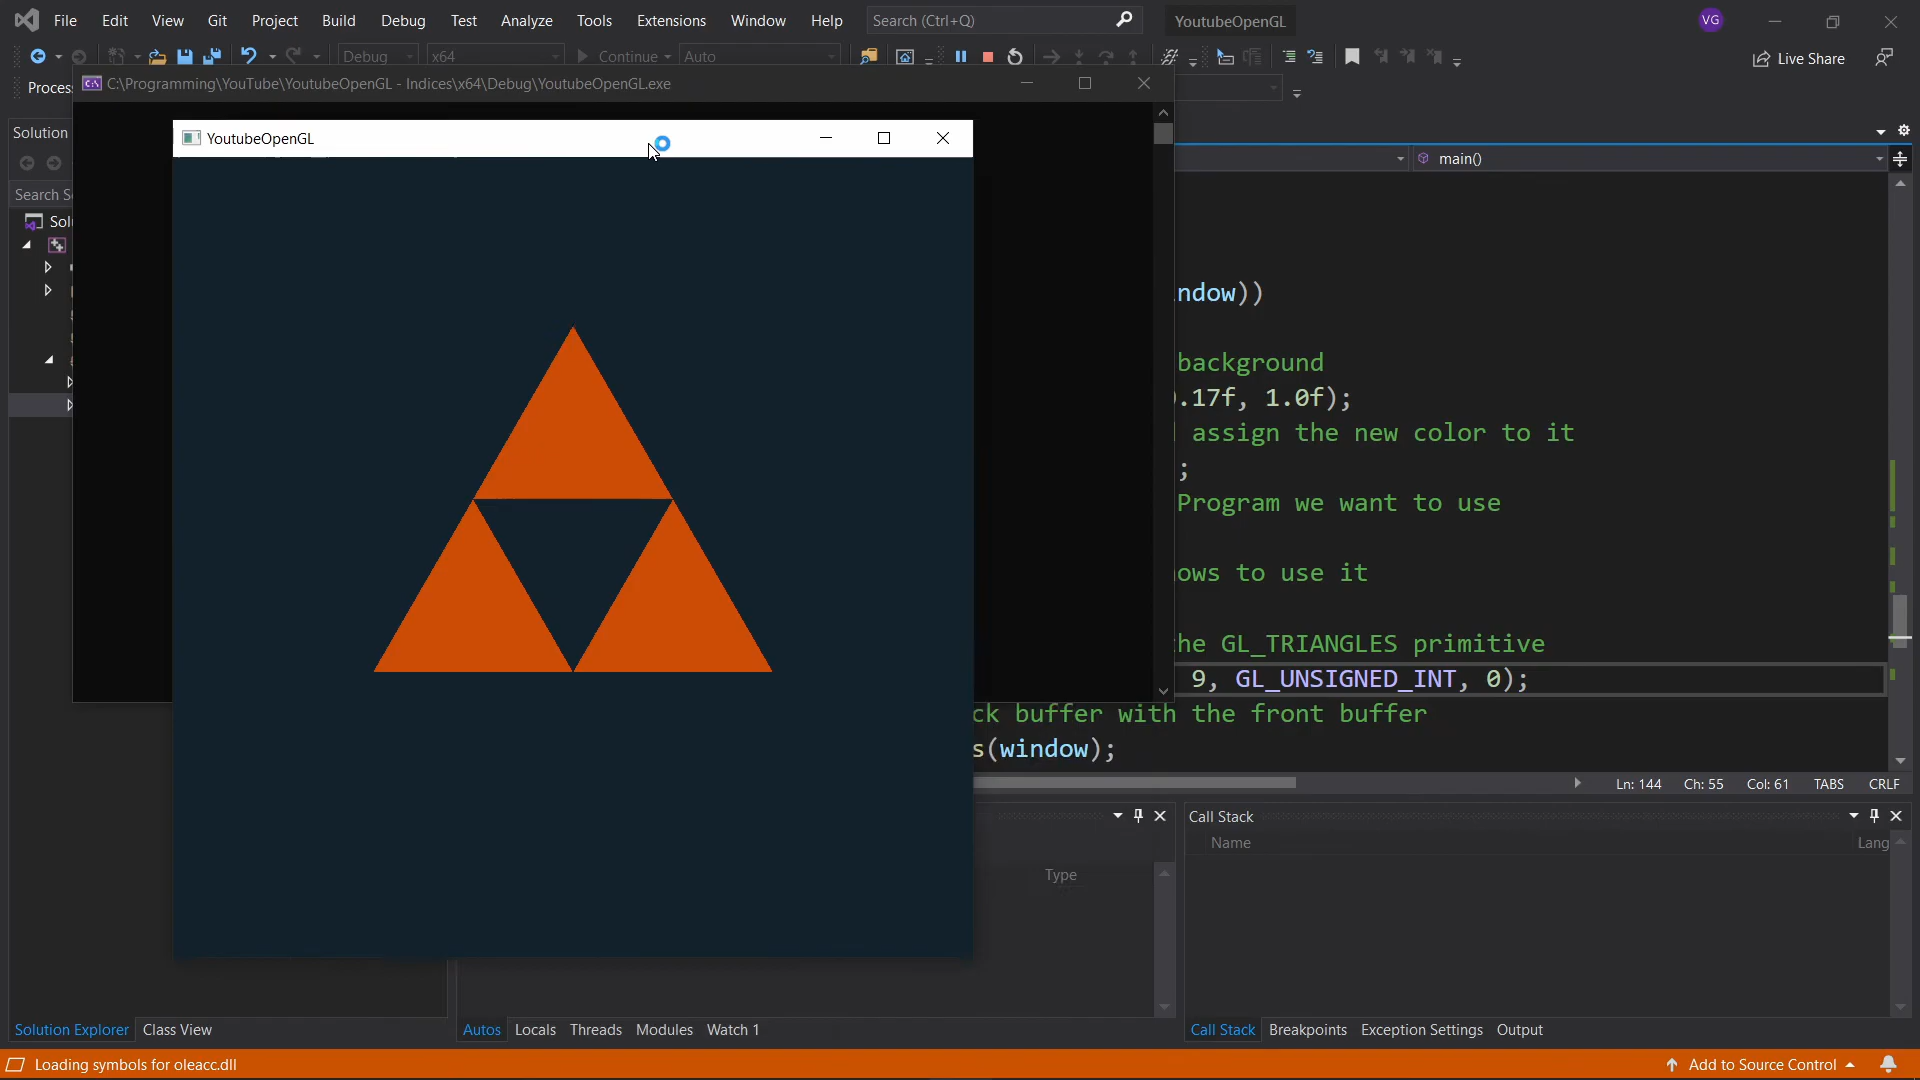 File Edit View Git Project Build Debug Test Analyze Tools Extensions Window Help Search (Ctrl+Q) YoutubeOpenGL VG
Debug x64 Continue Auto Live Share
Proces
C:\Programming\YouTube\YoutubeOpenGL - Indices\x64\Debug\YoutubeOpenGL.exe
Solution
YoutubeOpenGL
main()
Search So
Solu
ndow))
background
.17f, 1.0f);
assign the new color to it
;
Program we want to use
ows to use it
he GL_TRIANGLES primitive
9, GL_UNSIGNED_INT, 0);
ck buffer with the front buffer
s(window);
Ln: 144 Ch: 55 Col: 61 TABS CRLF
Call Stack
Name Lang
Type
Solution Explorer Class View Autos Locals Threads Modules Watch 1 Call Stack Breakpoints Exception Settings Output
Loading symbols for oleacc.dll Add to Source Control